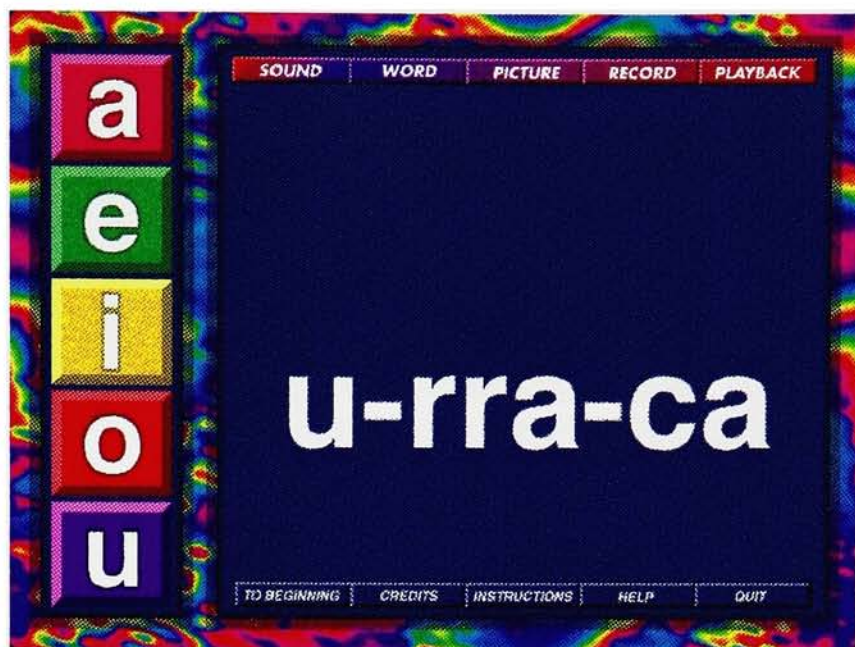 a
e
i
o
u
SOUND WORD PICTURE RECORD PLAYBACK
u-rra-ca
TO BEGINNING CREDITS INSTRUCTIONS HELP QUIT